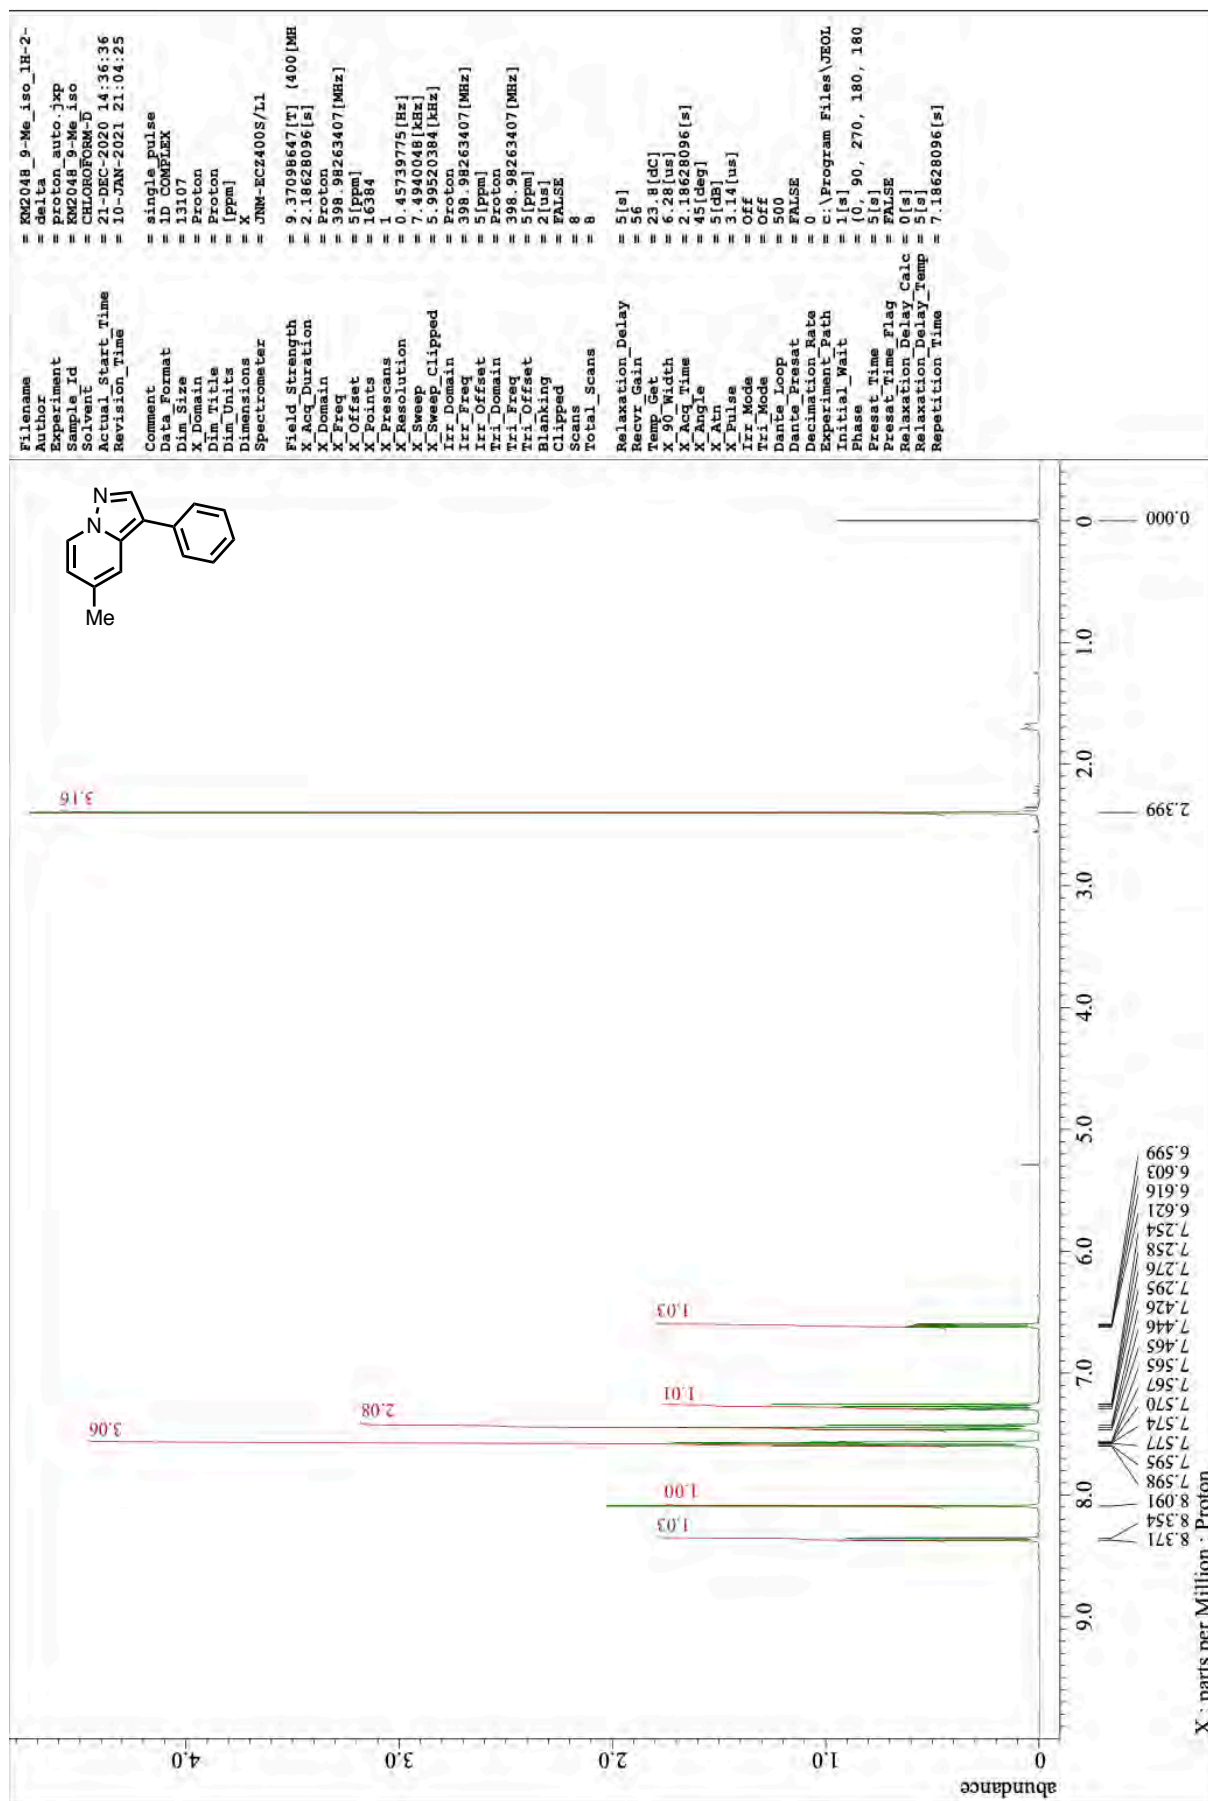 Filename = KM2048_9-Me_iso_1H-2-
Author = delta
Experiment = proton_auto.jxp
Sample_Id = KM2048_9-Me_iso
Solvent = CHLOROFORM-D
Actual_Start_Time = 21-DEC-2020 14:36:36
Revision_Time = 10-JAN-2021 21:04:25
Comment = single_pulse
Data_Format = 1D COMPLEX
Dim_Size = 13107
X_Domain = Proton
Dim_Title = Proton
Dim_Units = [ppm]
Dimensions = X
Spectrometer = JNM-ECZ400S/L1
Field_Strength = 9.37098647[T] (400[MH
X_Acq_Duration = 2.18628096[s]
X_Domain = Proton
X_Freq = 398.98263407[MHz]
X_Offset = 5[ppm]
X_Points = 16384
X_Prescans = 1
X_Resolution = 0.45739775[Hz]
X_Sweep = 7.4940048[kHz]
X_Sweep_Clipped = 5.99520384[kHz]
Irr_Domain = Proton
Irr_Freq = 398.98263407[MHz]
Irr_Offset = 5[ppm]
Tri_Domain = Proton
Tri_Freq = 398.98263407[MHz]
Tri_Offset = 5[ppm]
Blanking = 2[us]
Clipped = FALSE
Scans = 8
Total_Scans = 8
Relaxation_Delay = 5[s]
Recvr_Gain = 56
Temp_Get = 23.8[dC]
X_90_Width = 6.28[us]
X_Acq_Time = 2.18628096[s]
X_Angle = 45[deg]
X_Atn = 5[dB]
X_Pulse = 3.14[us]
Irr_Mode = Off
Tri_Mode = Off
Dante_Loop = 500
Dante_Presat = FALSE
Decimation_Rate = 0
Experiment_Path = c:\Program Files\JEOL
Initial_Wait = 1[s]
Phase = {0, 90, 270, 180, 180
Presat_Time = 5[s]
Presat_Time_Flag = FALSE
Relaxation_Delay_Calc = 0[s]
Relaxation_Delay_Temp = 5[s]
Repetition_Time = 7.18628096[s]
N
N
Me
3.16
1.03
1.01
2.08
3.06
1.00
1.03
abundance
0 1.0 2.0 3.0 4.0
9.0 8.0 7.0 6.0 5.0 4.0 3.0 2.0 1.0 0
8.371
8.354
8.091
7.598
7.595
7.577
7.574
7.570
7.567
7.565
7.465
7.446
7.426
7.295
7.276
7.258
7.254
6.621
6.616
6.603
6.599
2.399
0.000
X : parts per Million : Proton